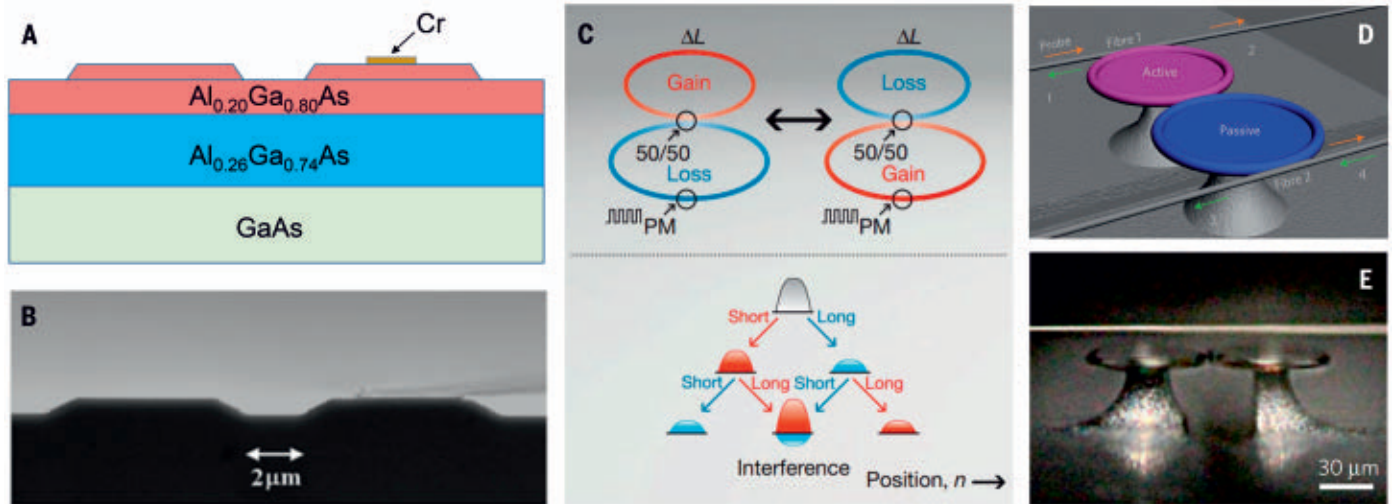 A
Cr
Al0.20Ga0.80As
Al0.26Ga0.74As
GaAs
B
2μm
C
ΔL
ΔL
Gain
Loss
50/50
50/50
Loss
Gain
PM
PM
Short
Long
Short
Long
Short
Long
Interference
Position, n
D
Probe
Fibre 1
2
1
Active
Passive
Fibre 2
3
4
E
30 μm